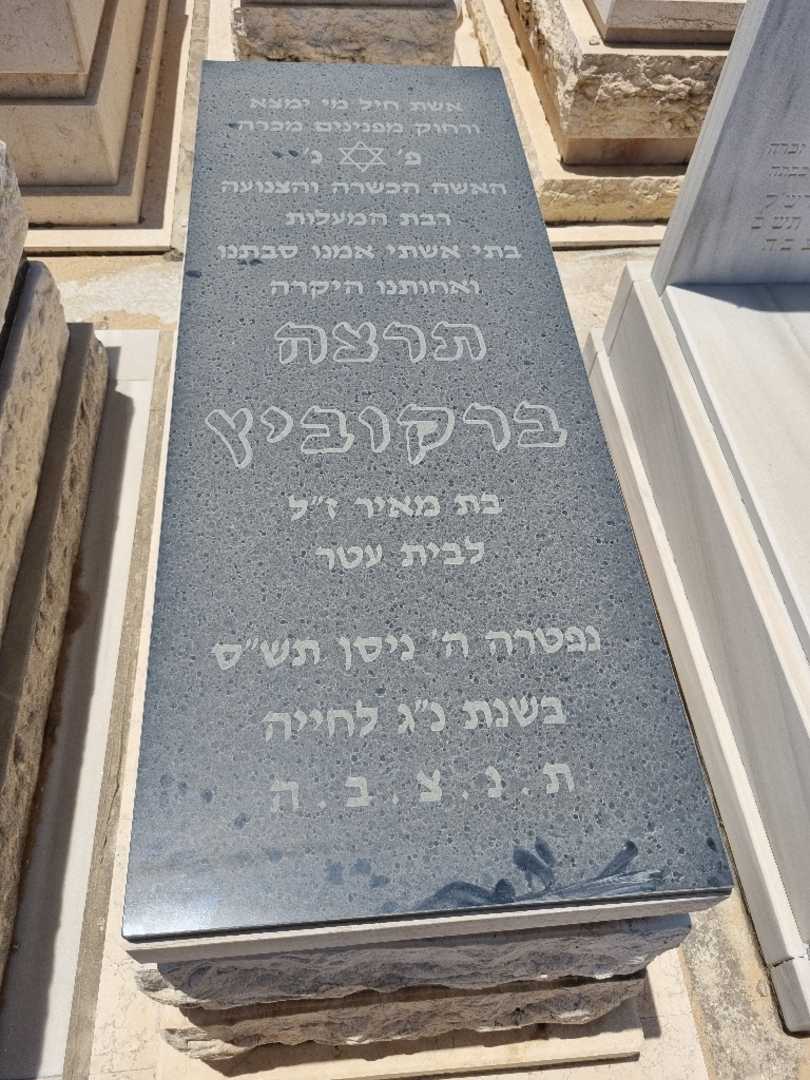 אשת חיל מי ימצא
ורחוק מפנינים מכרה
פ' נ'
האשה הכשרה והצנועה
רבת המעלות
בתי אשתי אמנו סבתנו
ואחותנו היקרה
תרצה
ברקוביץ
בת מאיר ז"ל
לבית עטר
נפטרה ה' ניסן תש"ס
בשנת נ"ג לחייה
ת . נ . צ . ב . ה